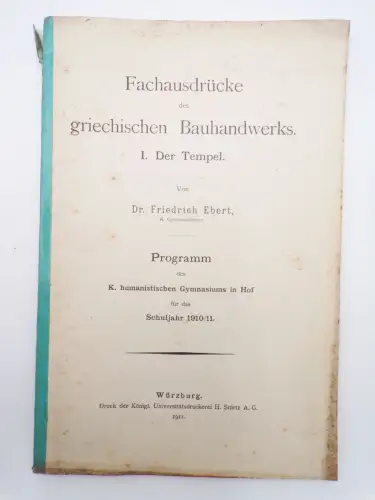 Fachausdrücke
des
griechischen Bauhandwerks.
I. Der Tempel.
Von
Dr. Friedrich Ebert,
K. Gymnasiallehrer.
Programm
des
K. humanistischen Gymnasiums in Hof
für das
Schuljahr 1910/11.
Würzburg.
Druck der Königl. Universitätsdruckerei H. Stürtz A. G.
1911.